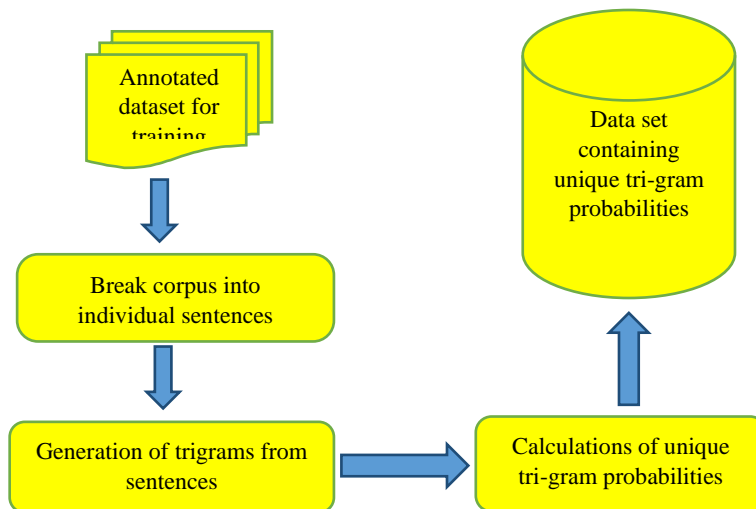 Annotated
dataset for
training
Break corpus into
individual sentences
Generation of trigrams from
sentences
Calculations of unique
tri-gram probabilities
Data set
containing
unique tri-gram
probabilities